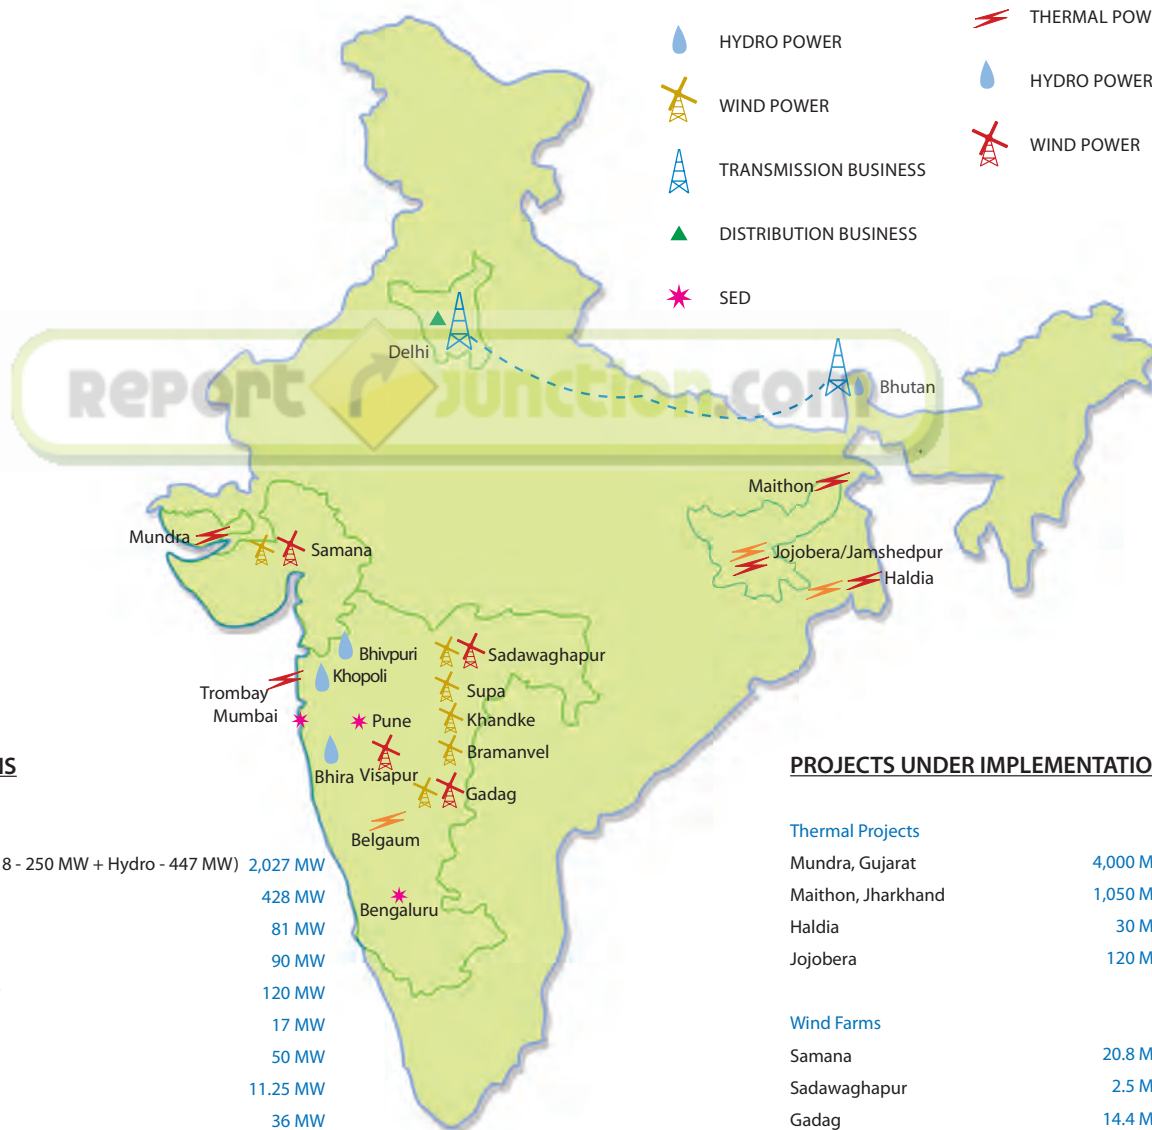 HYDRO POWER
WIND POWER
TRANSMISSION BUSINESS
DISTRIBUTION BUSINESS
SED
THERMAL POW
HYDRO POWER
WIND POWER
Delhi
Bhutan
Report Junction.com
Maithon
Mundra
Samana
Jojobera/Jamshedpur
Haldia
Bhivpuri
Sadawaghapur
Khopoli
Trombay
Supa
Mumbai
Pune
Khandke
Bramanvel
Bhira
Visapur
Gadag
Belgaum
Bengaluru
NS
8 - 250 MW + Hydro - 447 MW) 2,027 MW
428 MW
81 MW
90 MW
120 MW
17 MW
50 MW
11.25 MW
36 MW
PROJECTS UNDER IMPLEMENTATIO
Thermal Projects
Mundra, Gujarat 4,000 M
Maithon, Jharkhand 1,050 M
Haldia 30 M
Jojobera 120 M
Wind Farms
Samana 20.8 M
Sadawaghapur 2.5 M
Gadag 14.4 M